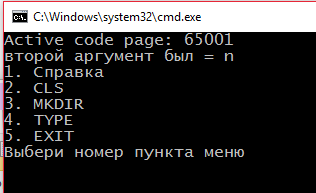 C:\Windows\system32\cmd.exe
Active code page: 65001
второй аргумент был = n
1. Справка
2. CLS
3. MKDIR
4. TYPE
5. EXIT
Выбери номер пункта меню